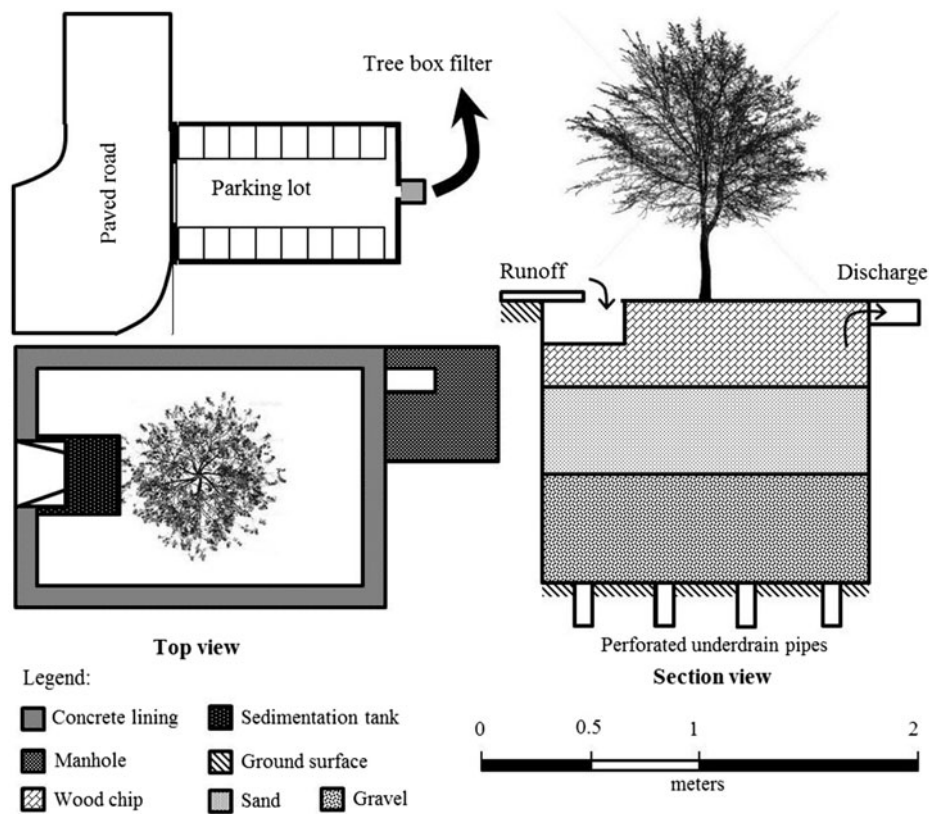 Tree box filter
Paved road
Parking lot
Runoff
Discharge
Perforated underdrain pipes
Top view
Section view
Legend:
Concrete lining
Sedimentation tank
Manhole
Ground surface
Wood chip
Sand
Gravel
0 0.5 1 2
meters